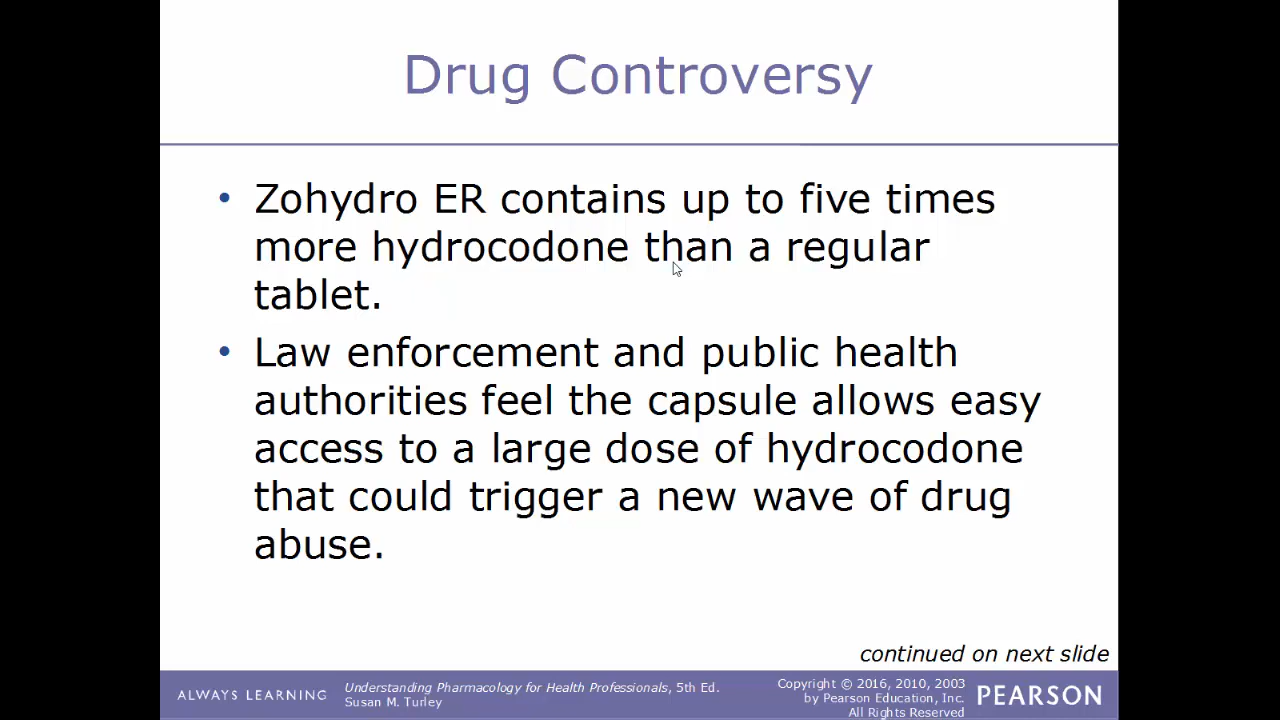 Drug Controversy
• Zohydro ER contains up to five times
more hydrocodone than a regular
tablet.
• Law enforcement and public health
authorities feel the capsule allows easy
access to a large dose of hydrocodone
that could trigger a new wave of drug
abuse.
continued on next slide
ALWAYS LEARNING
Understanding Pharmacology for Health Professionals, 5th Ed.
Susan M. Turley
Copyright © 2016, 2010, 2003
by Pearson Education, Inc.
All Rights Reserved
PEARSON